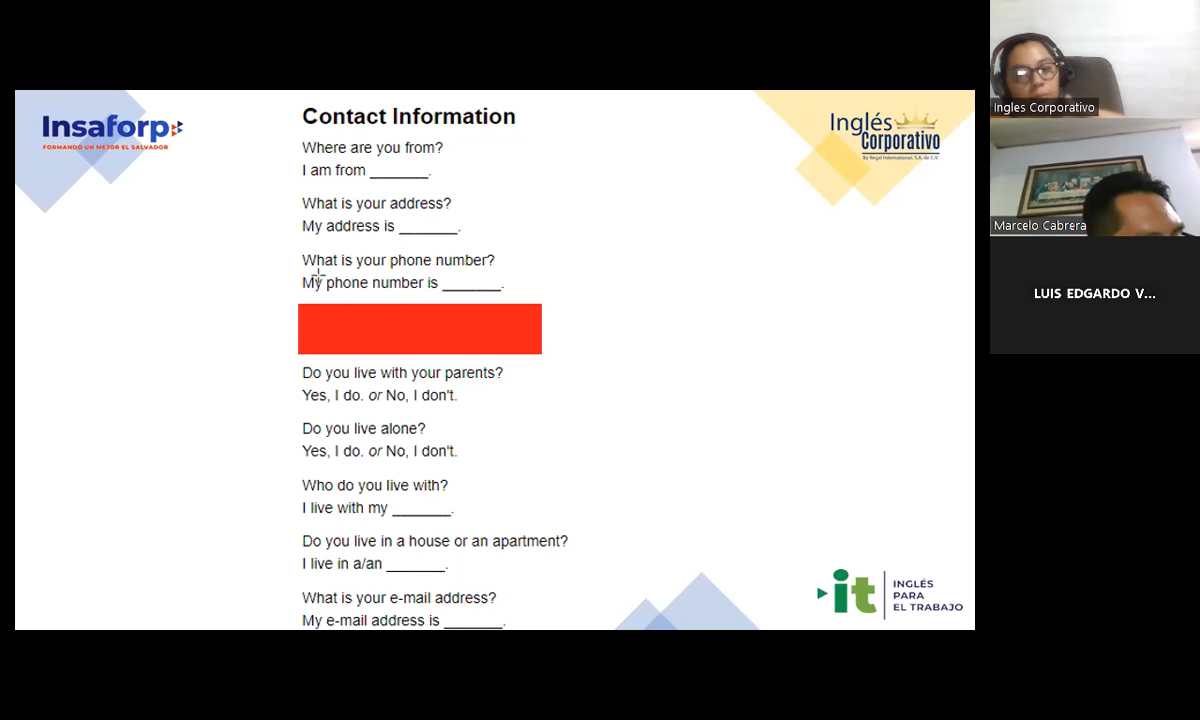 Insaforp
FORMANDO UN MEJOR EL SALVADOR
Contact Information
Where are you from?
I am from _______.
What is your address?
My address is _______.
What is your phone number?
My phone number is _______.
Do you live with your parents?
Yes, I do. or No, I don't.
Do you live alone?
Yes, I do. or No, I don't.
Who do you live with?
I live with my _______.
Do you live in a house or an apartment?
I live in a/an _______.
What is your e-mail address?
My e-mail address is _______.
Inglés
Corporativo
By Regal International, S.A. de C.V.
it
INGLÉS
PARA
EL TRABAJO
Ingles Corporativo
Marcelo Cabrera
LUIS EDGARDO V...